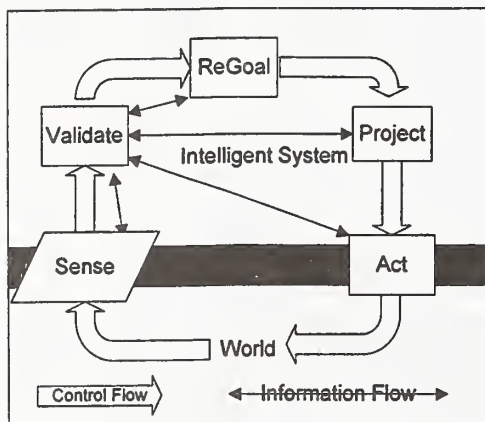 ReGoal
Validate
Project
Intelligent System
Sense
Act
World
Control Flow
Information Flow